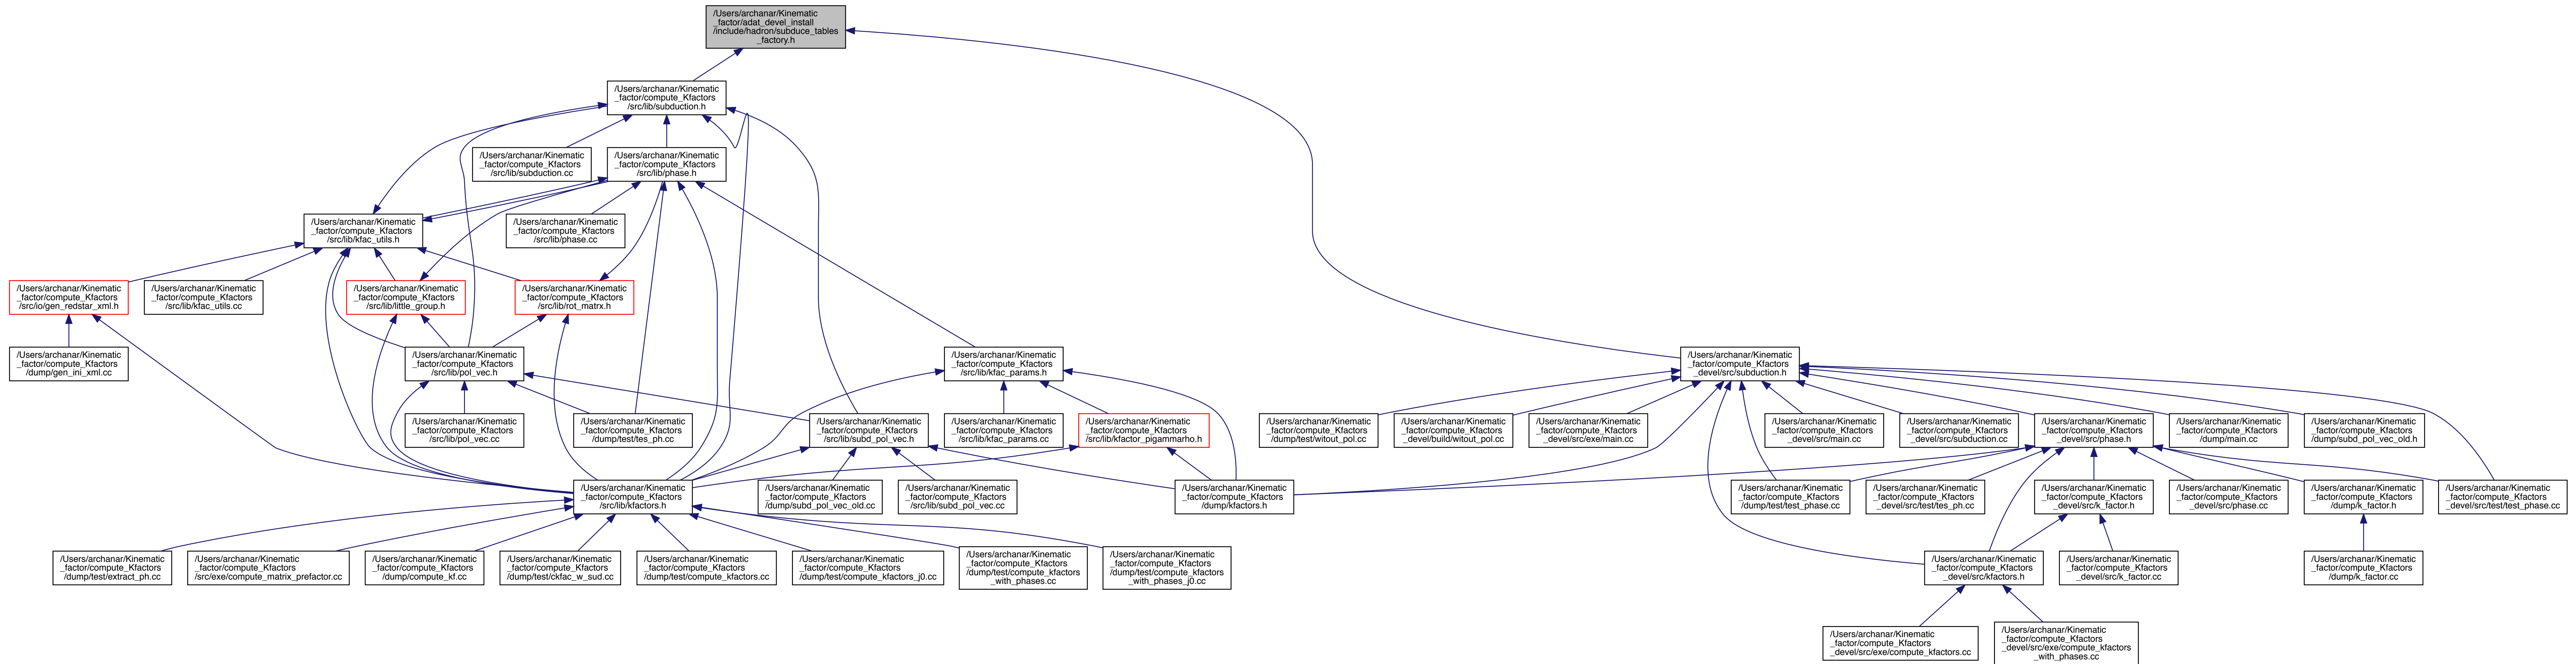 /Users/archanar/Kinematic
_factor/adat_devel_install
/include/hadron/subduce_tables
_factory.h
/Users/archanar/Kinematic
_factor/compute_Kfactors
/src/lib/subduction.h
/Users/archanar/Kinematic
_factor/compute_Kfactors
/src/lib/subduction.cc
/Users/archanar/Kinematic
_factor/compute_Kfactors
/src/lib/phase.h
/Users/archanar/Kinematic
_factor/compute_Kfactors
/src/lib/kfac_utils.h
/Users/archanar/Kinematic
_factor/compute_Kfactors
/src/lib/phase.cc
/Users/archanar/Kinematic
_factor/compute_Kfactors
/src/io/gen_redstar_xml.h
/Users/archanar/Kinematic
_factor/compute_Kfactors
/src/lib/kfac_utils.cc
/Users/archanar/Kinematic
_factor/compute_Kfactors
/src/lib/little_group.h
/Users/archanar/Kinematic
_factor/compute_Kfactors
/src/lib/rot_matrx.h
/Users/archanar/Kinematic
_factor/compute_Kfactors
/dump/gen_ini_xml.cc
/Users/archanar/Kinematic
_factor/compute_Kfactors
/src/lib/pol_vec.h
/Users/archanar/Kinematic
_factor/compute_Kfactors
/src/lib/kfac_params.h
/Users/archanar/Kinematic
_factor/compute_Kfactors
_devel/src/subduction.h
/Users/archanar/Kinematic
_factor/compute_Kfactors
/src/lib/pol_vec.cc
/Users/archanar/Kinematic
_factor/compute_Kfactors
/dump/test/tes_ph.cc
/Users/archanar/Kinematic
_factor/compute_Kfactors
/src/lib/subd_pol_vec.h
/Users/archanar/Kinematic
_factor/compute_Kfactors
/src/lib/kfac_params.cc
/Users/archanar/Kinematic
_factor/compute_Kfactors
/src/lib/kfactor_pigammarho.h
/Users/archanar/Kinematic
_factor/compute_Kfactors
/dump/test/witout_pol.cc
/Users/archanar/Kinematic
_factor/compute_Kfactors
_devel/build/witout_pol.cc
/Users/archanar/Kinematic
_factor/compute_Kfactors
_devel/src/exe/main.cc
/Users/archanar/Kinematic
_factor/compute_Kfactors
_devel/src/main.cc
/Users/archanar/Kinematic
_factor/compute_Kfactors
_devel/src/subduction.cc
/Users/archanar/Kinematic
_factor/compute_Kfactors
_devel/src/phase.h
/Users/archanar/Kinematic
_factor/compute_Kfactors
/dump/main.cc
/Users/archanar/Kinematic
_factor/compute_Kfactors
/dump/subd_pol_vec_old.h
/Users/archanar/Kinematic
_factor/compute_Kfactors
/src/lib/kfactors.h
/Users/archanar/Kinematic
_factor/compute_Kfactors
/dump/subd_pol_vec_old.cc
/Users/archanar/Kinematic
_factor/compute_Kfactors
/src/lib/subd_pol_vec.cc
/Users/archanar/Kinematic
_factor/compute_Kfactors
/dump/kfactors.h
/Users/archanar/Kinematic
_factor/compute_Kfactors
/dump/test/test_phase.cc
/Users/archanar/Kinematic
_factor/compute_Kfactors
_devel/src/test/tes_ph.cc
/Users/archanar/Kinematic
_factor/compute_Kfactors
_devel/src/k_factor.h
/Users/archanar/Kinematic
_factor/compute_Kfactors
_devel/src/phase.cc
/Users/archanar/Kinematic
_factor/compute_Kfactors
/dump/k_factor.h
/Users/archanar/Kinematic
_factor/compute_Kfactors
_devel/src/test/test_phase.cc
/Users/archanar/Kinematic
_factor/compute_Kfactors
/dump/test/extract_ph.cc
/Users/archanar/Kinematic
_factor/compute_Kfactors
/src/exe/compute_matrix_prefactor.cc
/Users/archanar/Kinematic
_factor/compute_Kfactors
/dump/compute_kf.cc
/Users/archanar/Kinematic
_factor/compute_Kfactors
/dump/test/ckfac_w_sud.cc
/Users/archanar/Kinematic
_factor/compute_Kfactors
/dump/test/compute_kfactors.cc
/Users/archanar/Kinematic
_factor/compute_Kfactors
/dump/test/compute_kfactors_j0.cc
/Users/archanar/Kinematic
_factor/compute_Kfactors
/dump/test/compute_kfactors
_with_phases.cc
/Users/archanar/Kinematic
_factor/compute_Kfactors
/dump/test/compute_kfactors
_with_phases_j0.cc
/Users/archanar/Kinematic
_factor/compute_Kfactors
_devel/src/kfactors.h
/Users/archanar/Kinematic
_factor/compute_Kfactors
_devel/src/k_factor.cc
/Users/archanar/Kinematic
_factor/compute_Kfactors
/dump/k_factor.cc
/Users/archanar/Kinematic
_factor/compute_Kfactors
_devel/src/exe/compute_kfactors.cc
/Users/archanar/Kinematic
_factor/compute_Kfactors
_devel/src/exe/compute_kfactors
_with_phases.cc